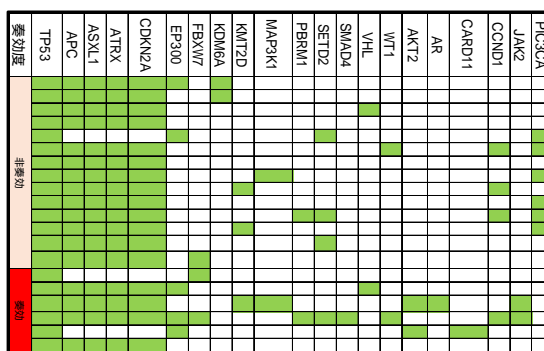 奏効度
TP53
APC
ASXL1
ATRX
CDKN2A
EP300
FBXW7
KDM6A
KMT2D
MAP3K1
PBRM1
SETD2
SMAD4
VHL
WT1
AKT2
AR
CARD11
CCND1
JAK2
PIC3CA
非奏効
奏効